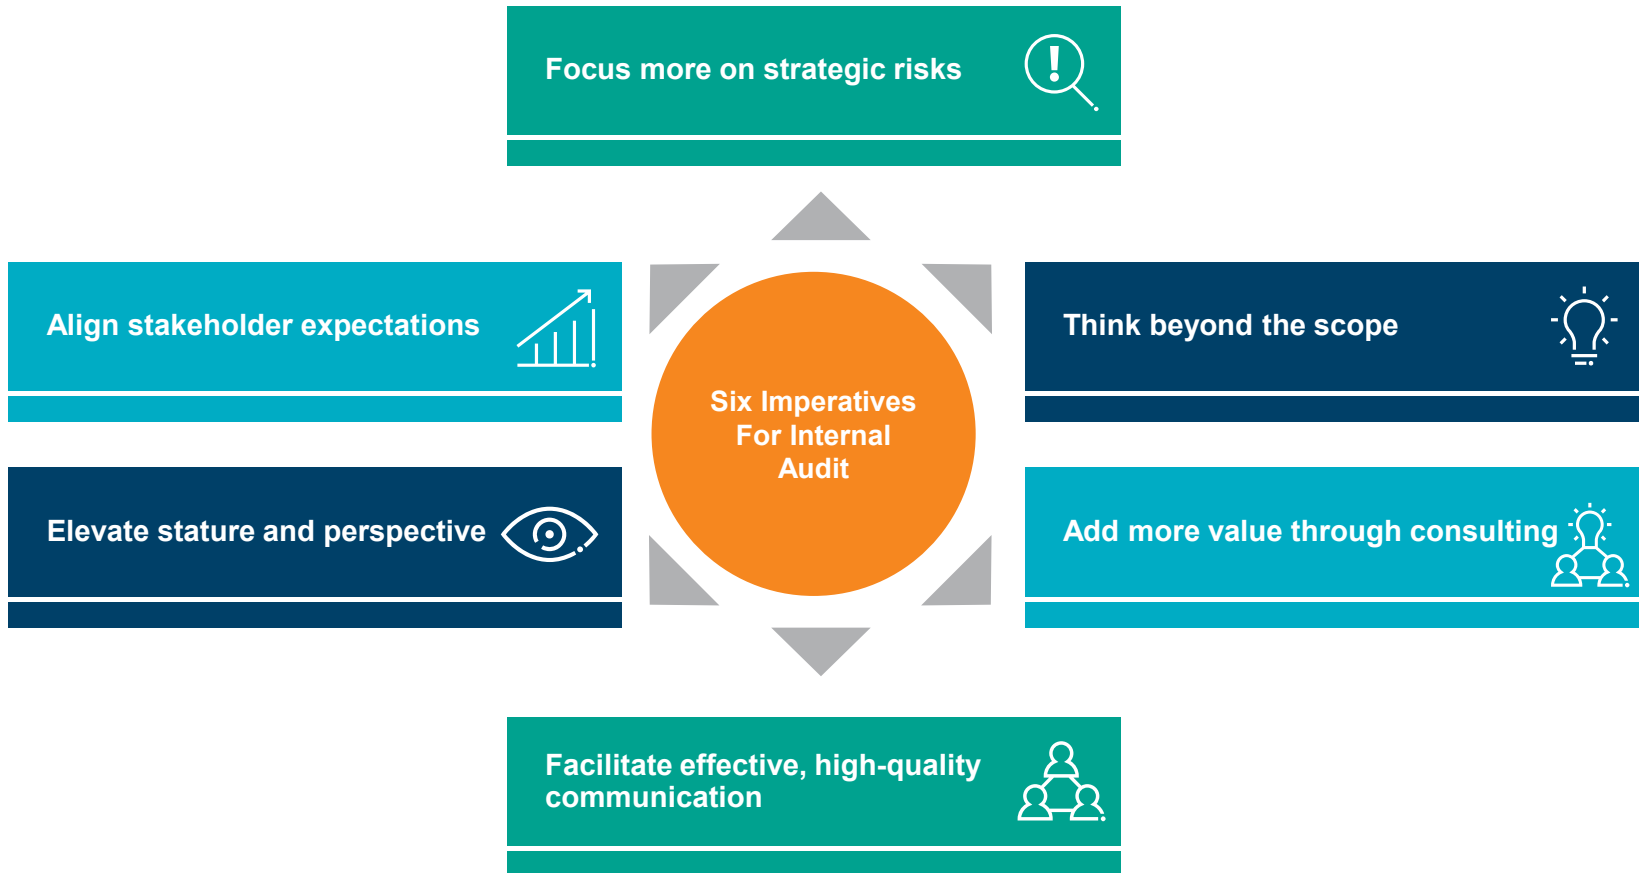 Focus more on strategic risks
Align stakeholder expectations
Think beyond the scope
Six Imperatives
For Internal
Audit
Elevate stature and perspective
Add more value through consulting
Facilitate effective, high-quality
communication